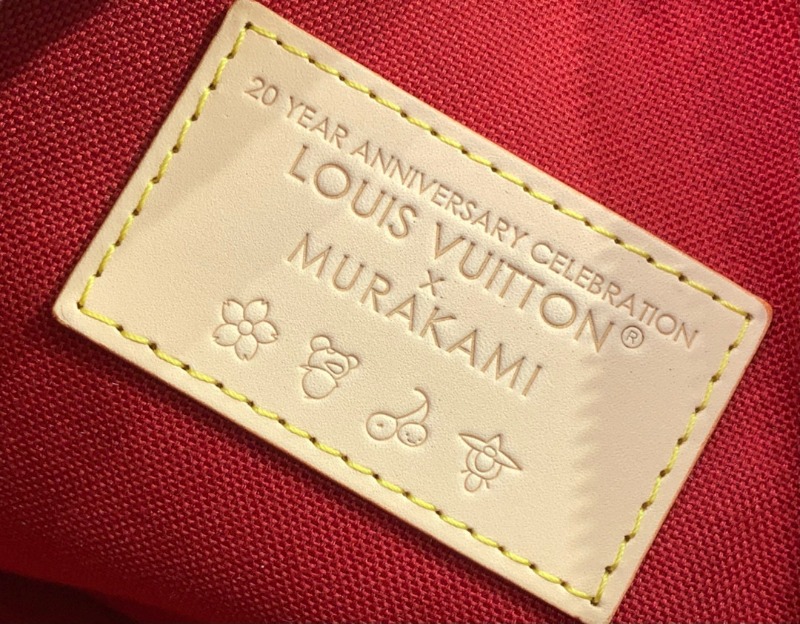 20 YEAR ANNIVERSARY CELEBRATION
LOUIS VUITTON®
×
MURAKAMI